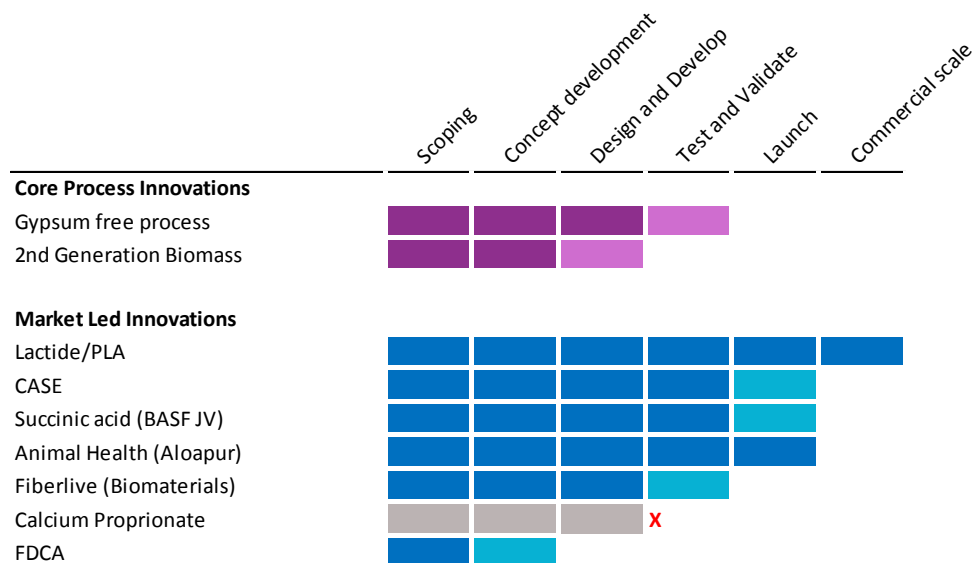 Scoping
Concept development
Design and Develop
Test and Validate
Launch
Commercial scale
Core Process Innovations
Gypsum free process
2nd Generation Biomass
Market Led Innovations
Lactide/PLA
CASE
Succinic acid (BASF JV)
Animal Health (Aloapur)
Fiberlive (Biomaterials)
Calcium Proprionate X
FDCA